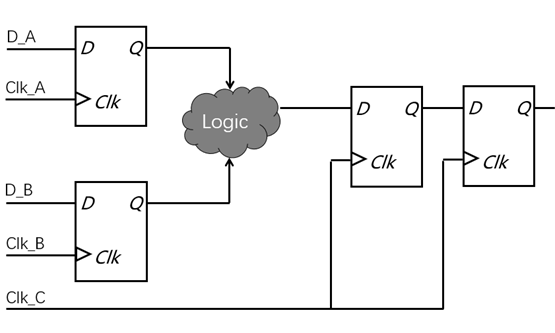 D_A
D Q
Clk_A
Clk
Logic
D Q
Clk
D Q
Clk
D_B
D Q
Clk_B
Clk
Clk_C